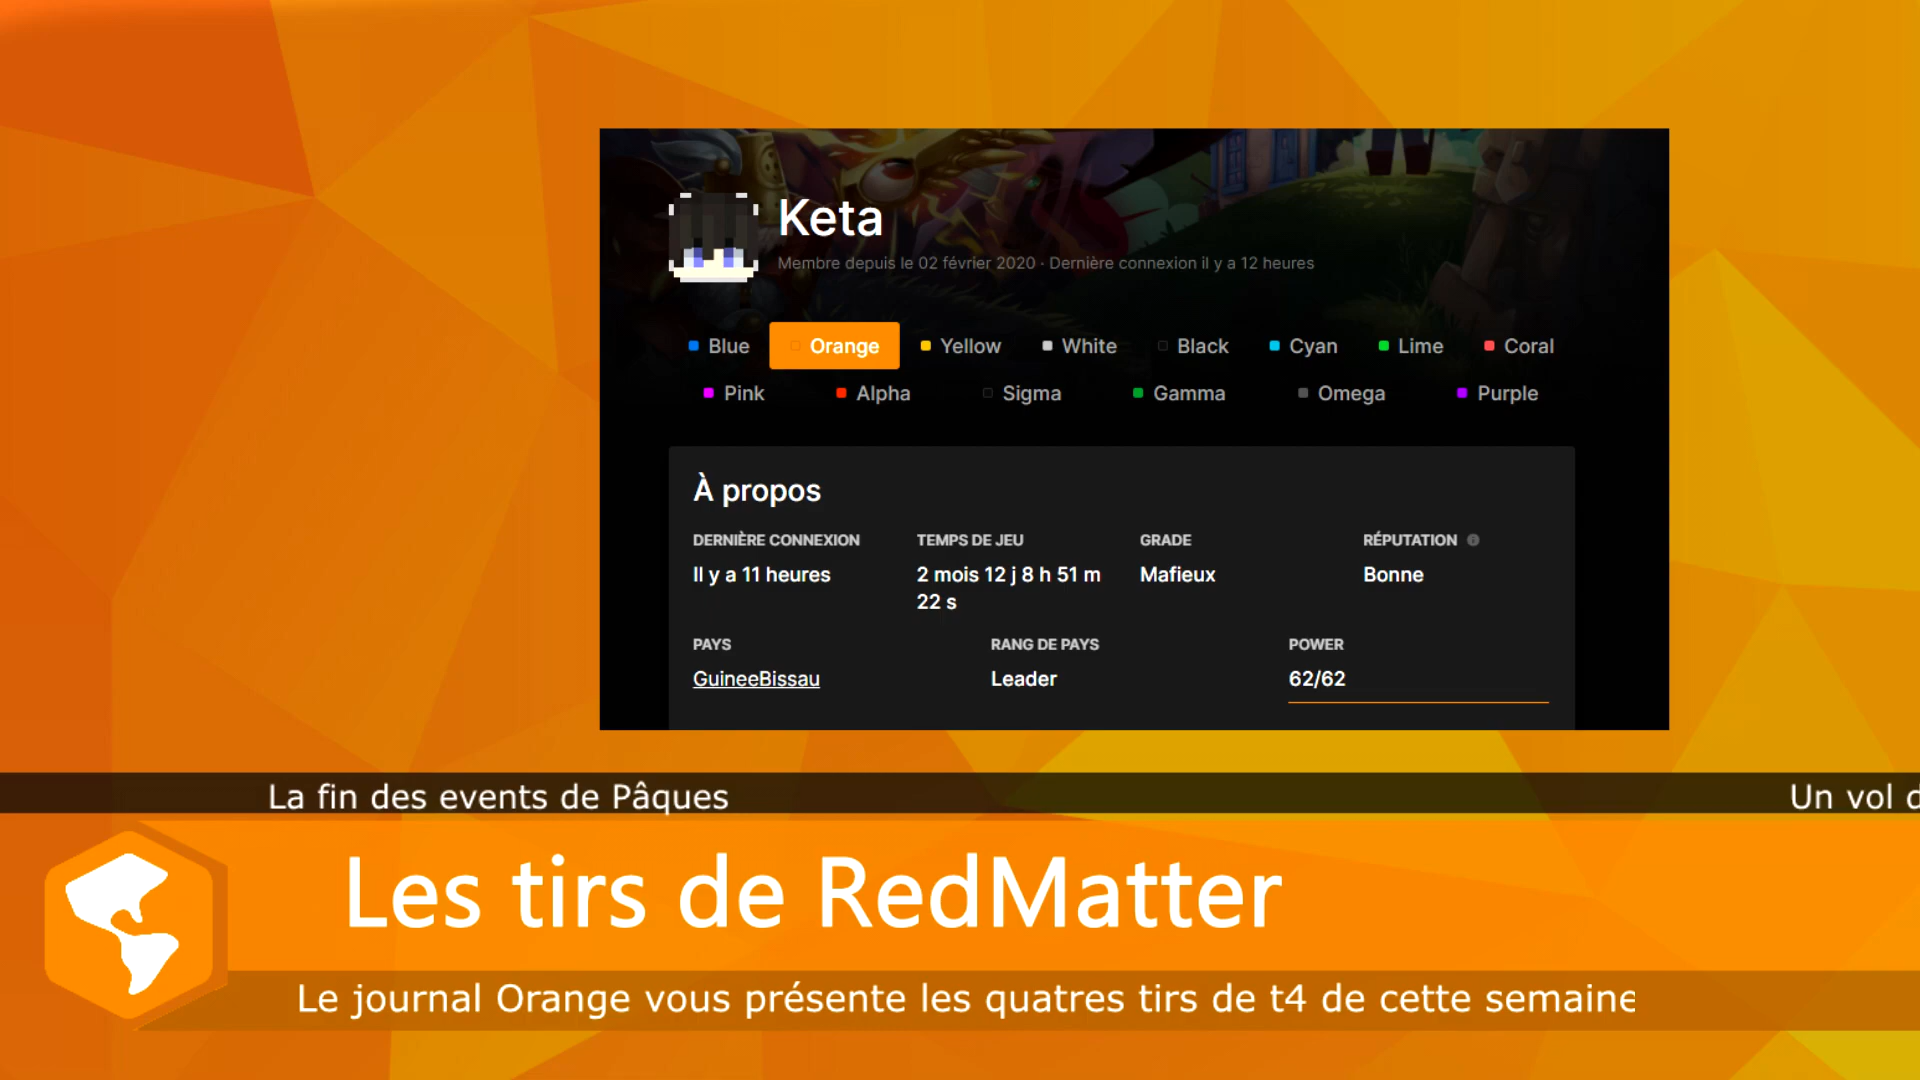 Keta
Membre depuis le 02 février 2020 · Dernière connexion il y a 12 heures
Blue Orange Yellow White Black Cyan Lime Coral
Pink Alpha Sigma Gamma Omega Purple
À propos
DERNIÈRE CONNEXION TEMPS DE JEU GRADE RÉPUTATION
Il y a 11 heures 2 mois 12 j 8 h 51 m Mafieux Bonne
22 s
PAYS RANG DE PAYS POWER
GuineeBissau Leader 62/62
La fin des events de Pâques Un vol d
Les tirs de RedMatter
Le journal Orange vous présente les quatres tirs de t4 de cette semaine